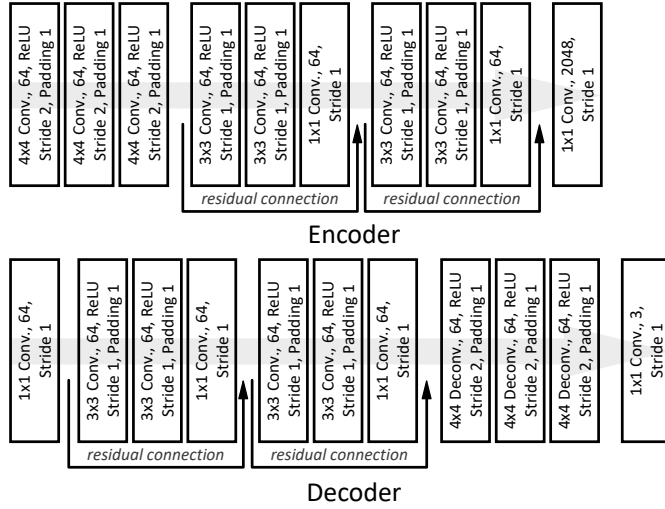 4x4 Conv., 64, ReLU
Stride 2, Padding 1
4x4 Conv., 64, ReLU
Stride 2, Padding 1
4x4 Conv., 64, ReLU
Stride 2, Padding 1
3x3 Conv., 64, ReLU
Stride 1, Padding 1
3x3 Conv., 64, ReLU
Stride 1, Padding 1
1x1 Conv., 64,
Stride 1
3x3 Conv., 64, ReLU
Stride 1, Padding 1
3x3 Conv., 64, ReLU
Stride 1, Padding 1
1x1 Conv., 64,
Stride 1
1x1 Conv., 2048,
Stride 1
residual connection
residual connection
Encoder
1x1 Conv., 64,
Stride 1
3x3 Conv., 64, ReLU
Stride 1, Padding 1
3x3 Conv., 64, ReLU
Stride 1, Padding 1
1x1 Conv., 64,
Stride 1
3x3 Conv., 64, ReLU
Stride 1, Padding 1
3x3 Conv., 64, ReLU
Stride 1, Padding 1
1x1 Conv., 64,
Stride 1
4x4 Deconv., 64, ReLU
Stride 2, Padding 1
4x4 Deconv., 64, ReLU
Stride 2, Padding 1
4x4 Deconv., 64, ReLU
Stride 2, Padding 1
1x1 Conv., 3,
Stride 1
residual connection
residual connection
Decoder